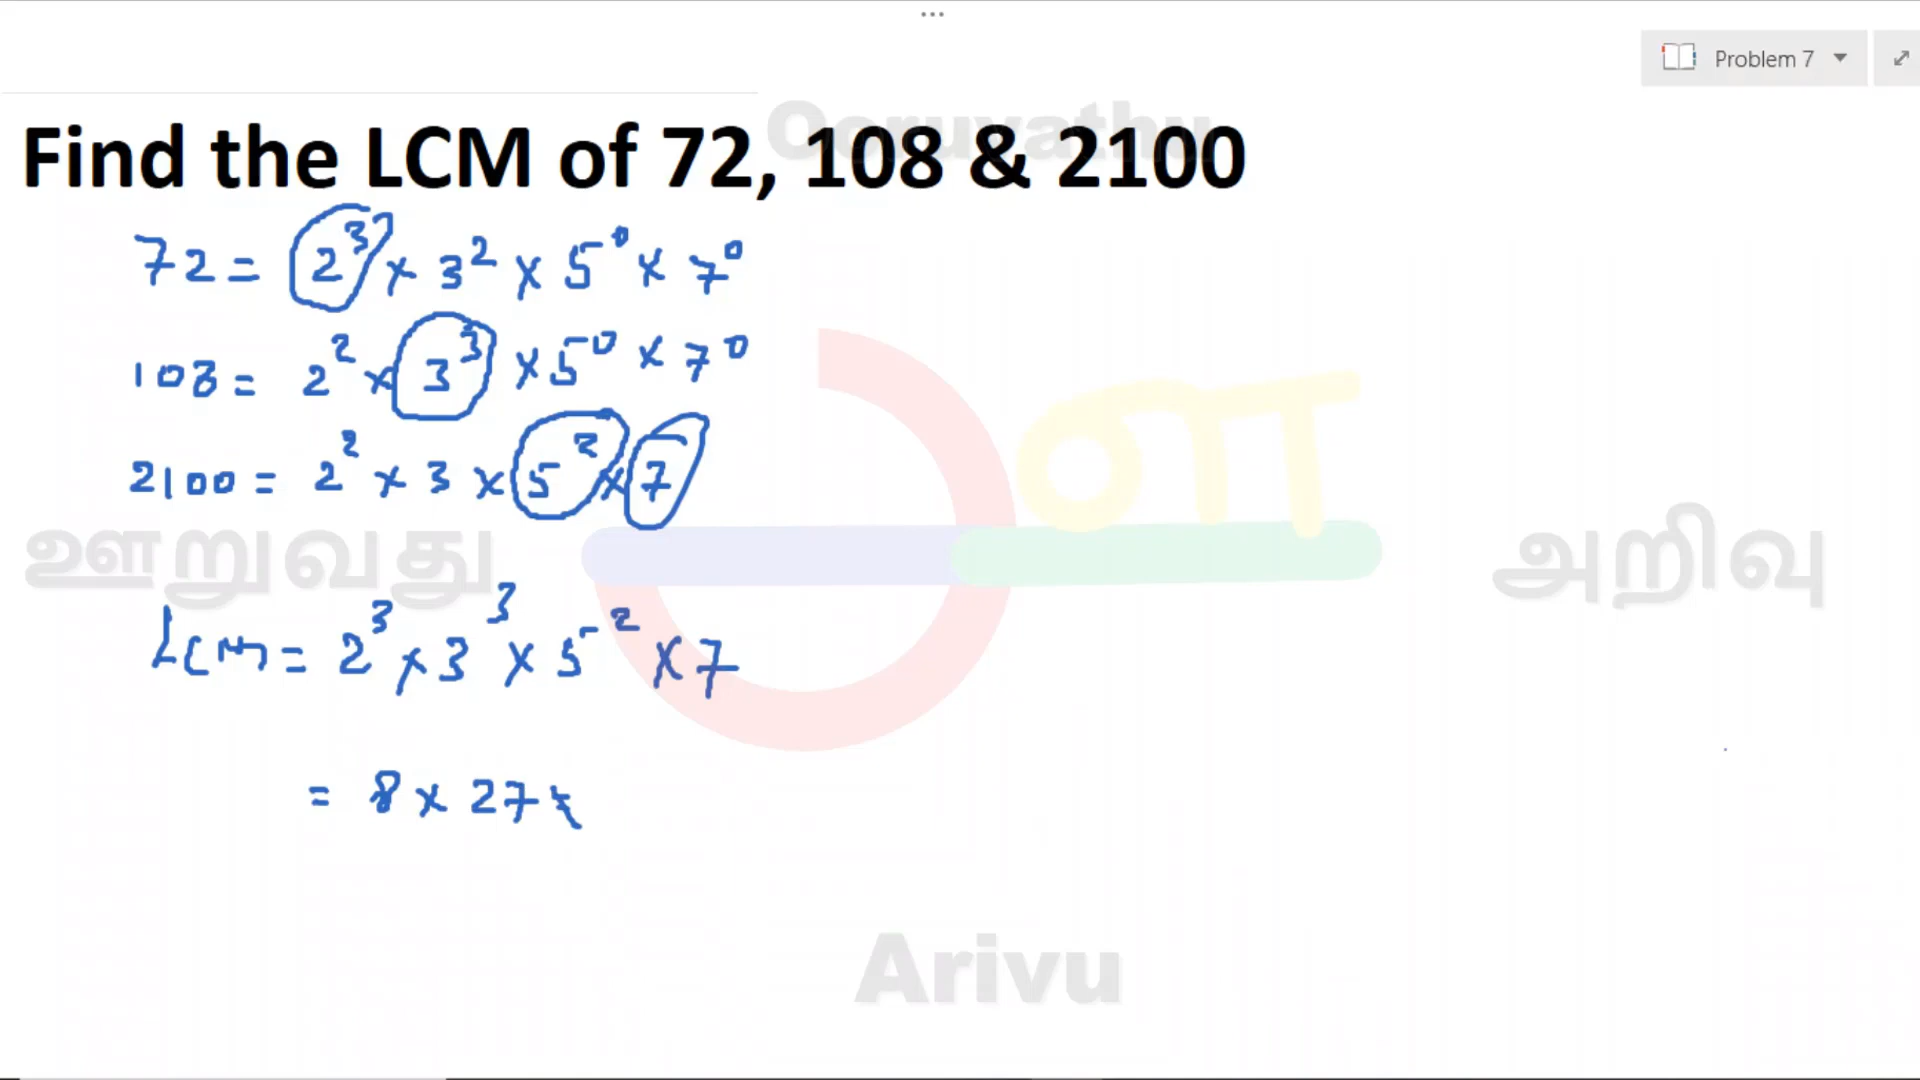 ...
Problem 7
Ooruvathu
Find the LCM of 72, 108 & 2100
72 = 2³ × 3² × 5⁰ × 7⁰
108 = 2² × 3³ × 5⁰ × 7⁰
2100 = 2² × 3 × 5² × 7
ஊறுவது
ண
அறிவு
LCM = 2³ × 3³ × 5² × 7
= 8 × 27 ×
Arivu